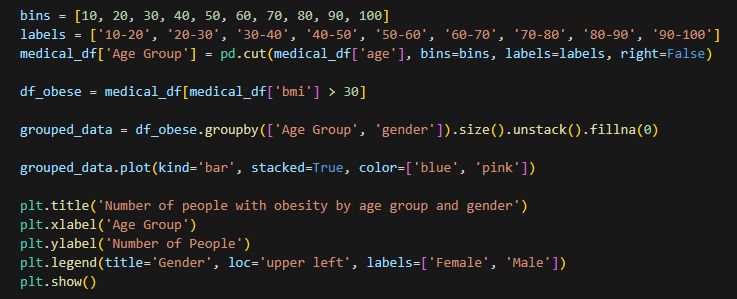 bins = [10, 20, 30, 40, 50, 60, 70, 80, 90, 100]
labels = ['10-20', '20-30', '30-40', '40-50', '50-60', '60-70', '70-80', '80-90', '90-100']
medical_df['Age Group'] = pd.cut(medical_df['age'], bins=bins, labels=labels, right=False)
df_obese = medical_df[medical_df['bmi'] > 30]
grouped_data = df_obese.groupby(['Age Group', 'gender']).size().unstack().fillna(0)
grouped_data.plot(kind='bar', stacked=True, color=['blue', 'pink'])
plt.title('Number of people with obesity by age group and gender')
plt.xlabel('Age Group')
plt.ylabel('Number of People')
plt.legend(title='Gender', loc='upper left', labels=['Female', 'Male'])
plt.show()